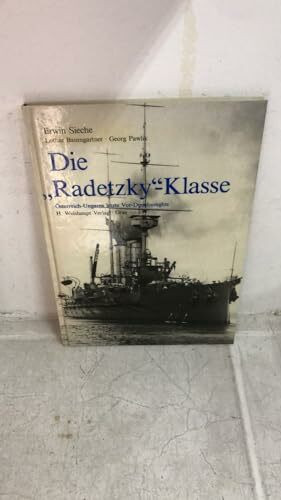 Erwin Sieche
Lothar Baumgartner · Georg Pawlik
Die
„Radetzky“-Klasse
Österreich-Ungarns letzte Vor-Dreadnoughts
H. Weishaupt Verlag · Graz